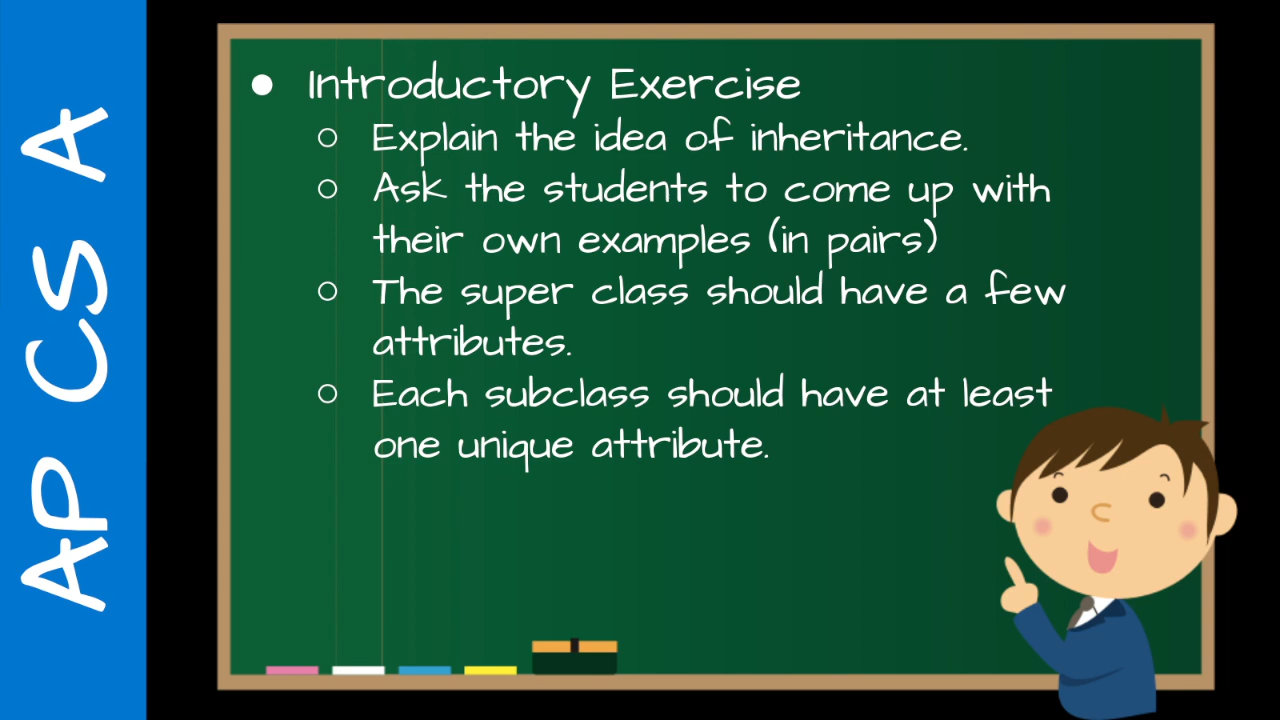 AP CS A
● Introductory Exercise
○ Explain the idea of inheritance.
○ Ask the students to come up with
their own examples (in pairs)
○ The super class should have a few
attributes.
○ Each subclass should have at least
one unique attribute.